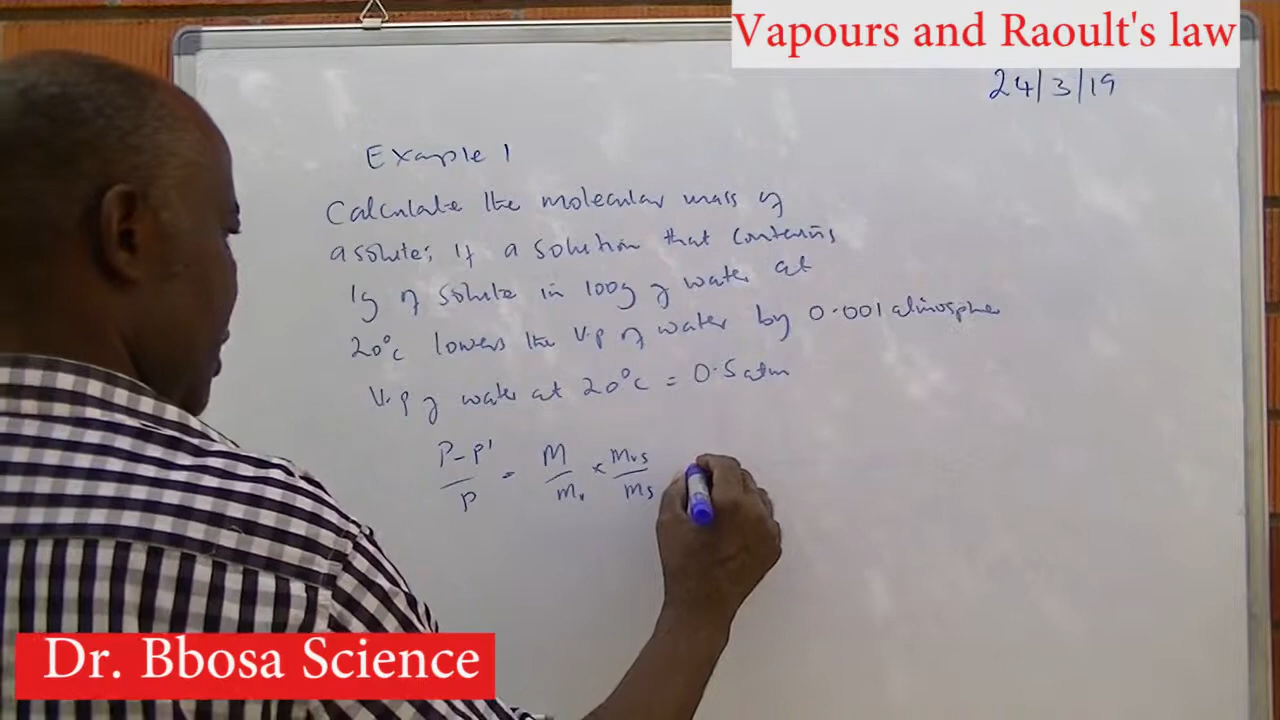 Vapours and Raoult's law
24/3/19
Example 1
Calculate the molecular mass of
a solute; If a solution that contains
1g of solute in 100g of water at
20°c lowers the v.p of water by 0.001 atmosphere
V.p of water at 20°C = 0.5 atm
P-P' / P = M / mr × mrs / ms
Dr. Bbosa Science